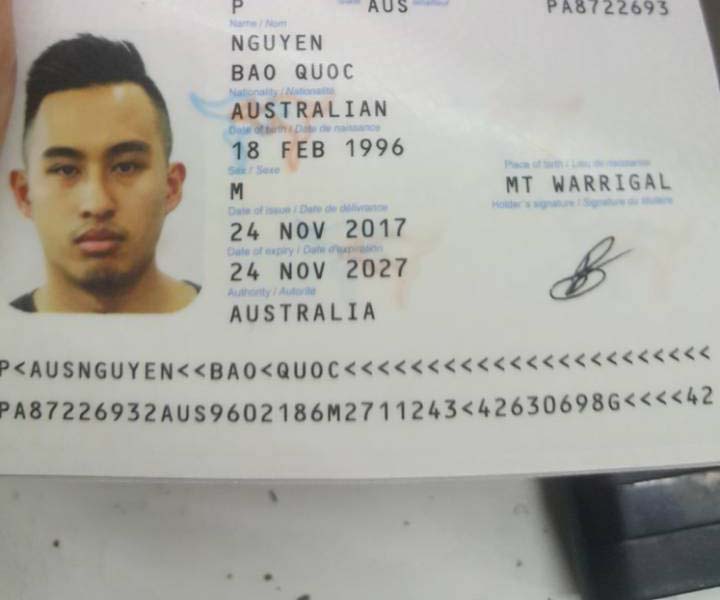 P AUS PA8722693
Name / Nom
NGUYEN
BAO QUOC
Nationality / Nationalité
AUSTRALIAN
Date of birth / Date de naissance
18 FEB 1996
Sex / Sexe Place of birth / Lieu de naissance
M MT WARRIGAL
Date of issue / Date de délivrance Holder's signature / Signature du titulaire
24 NOV 2017
Date of expiry / Date d'expiration
24 NOV 2027
Authority / Autorité
AUSTRALIA
P<AUSNGUYEN<<BAO<QUOC<<<<<<<<<<<<<<<<<<<<<<<
PA87226932AUS9602186M2711243<42630698G<<<<42